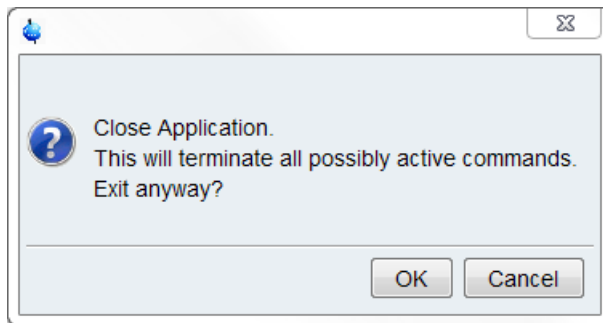 Close Application.
This will terminate all possibly active commands.
Exit anyway?
OK
Cancel